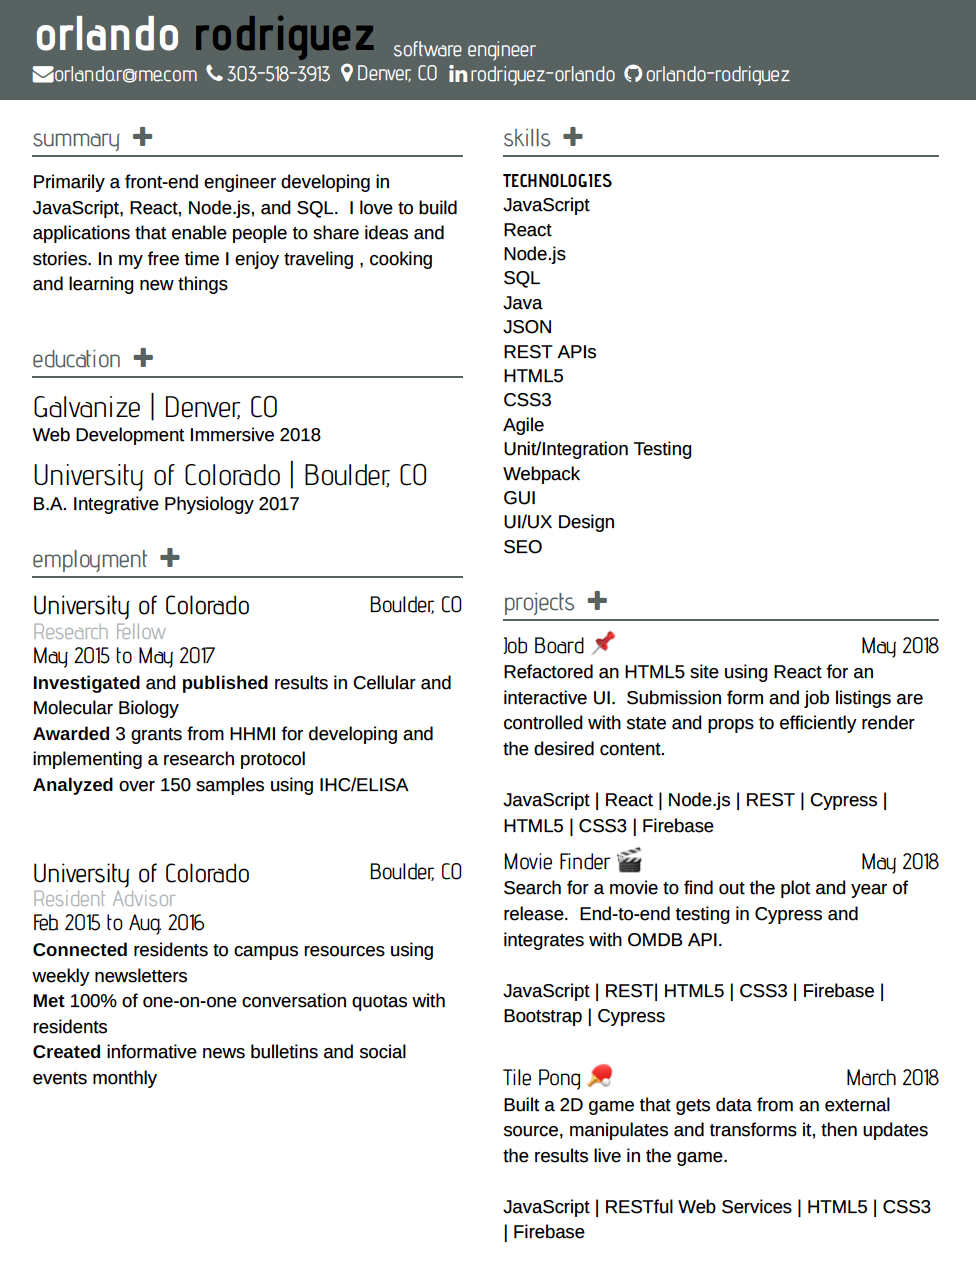 orlando rodriguez software engineer
orlando.r@me.com 303-518-3913 Denver, CO rodriguez-orlando orlando-rodriguez
summary
Primarily a front-end engineer developing in
JavaScript, React, Node.js, and SQL.  I love to build
applications that enable people to share ideas and
stories. In my free time I enjoy traveling , cooking
and learning new things
education
Galvanize | Denver, CO
Web Development Immersive 2018
University of Colorado | Boulder, CO
B.A. Integrative Physiology 2017
employment
University of Colorado Boulder, CO
Research Fellow
May 2015 to May 2017
Investigated and published results in Cellular and
Molecular Biology
Awarded 3 grants from HHMI for developing and
implementing a research protocol
Analyzed over 150 samples using IHC/ELISA
University of Colorado Boulder, CO
Resident Advisor
Feb. 2015 to Aug. 2016
Connected residents to campus resources using
weekly newsletters
Met 100% of one-on-one conversation quotas with
residents
Created informative news bulletins and social
events monthly
skills
TECHNOLOGIES
JavaScript
React
Node.js
SQL
Java
JSON
REST APIs
HTML5
CSS3
Agile
Unit/Integration Testing
Webpack
GUI
UI/UX Design
SEO
projects
Job Board May 2018
Refactored an HTML5 site using React for an
interactive UI.  Submission form and job listings are
controlled with state and props to efficiently render
the desired content.
JavaScript | React | Node.js | REST | Cypress |
HTML5 | CSS3 | Firebase
Movie Finder May 2018
Search for a movie to find out the plot and year of
release.  End-to-end testing in Cypress and
integrates with OMDB API.
JavaScript | REST| HTML5 | CSS3 | Firebase |
Bootstrap | Cypress
Tile Pong March 2018
Built a 2D game that gets data from an external
source, manipulates and transforms it, then updates
the results live in the game.
JavaScript | RESTful Web Services | HTML5 | CSS3
| Firebase